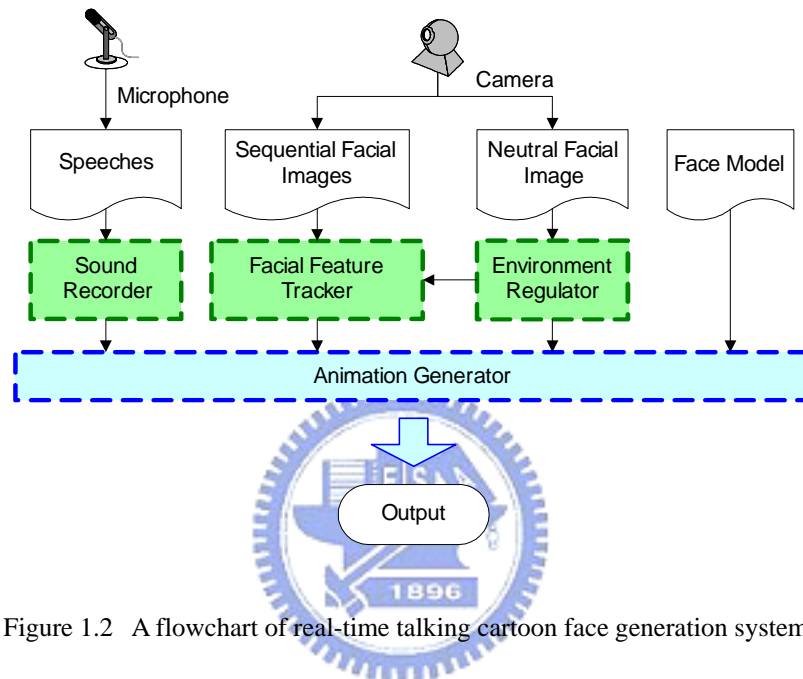 Microphone
Camera
Speeches
Sequential Facial
Images
Neutral Facial
Image
Face Model
Sound
Recorder
Facial Feature
Tracker
Environment
Regulator
Animation Generator
Output
1896
Figure 1.2 A flowchart of real-time talking cartoon face generation system